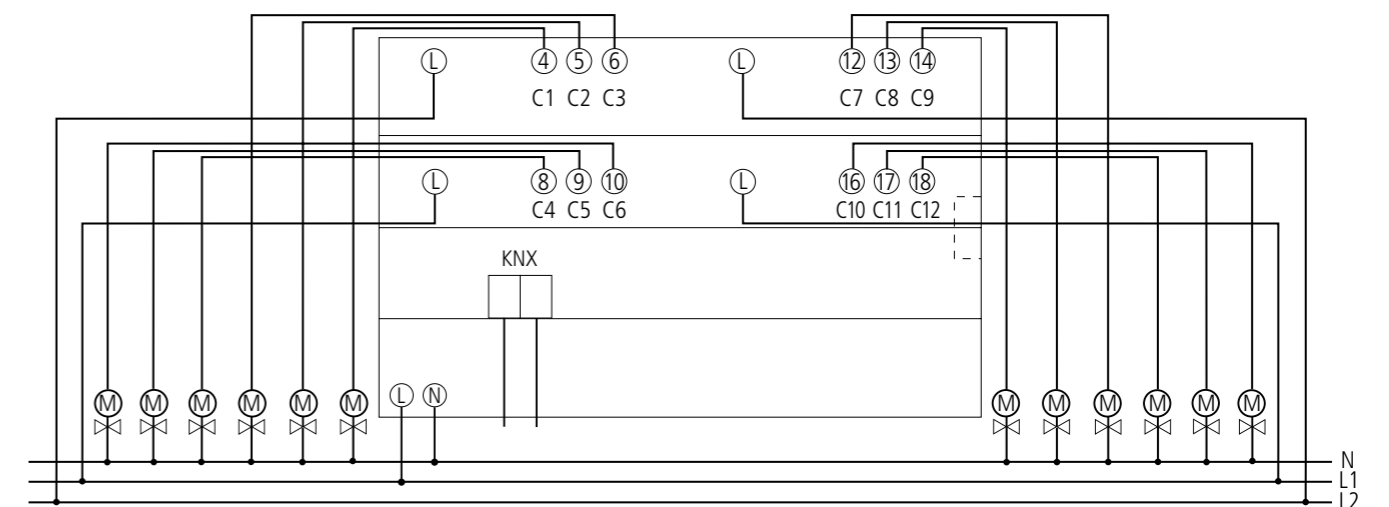 L 4 5 6 L 12 13 14
C1 C2 C3 C7 C8 C9
L 8 9 10 L 16 17 18
C4 C5 C6 C10 C11 C12
KNX
L N
M M M M M M M M M M M M
N
L1
L2